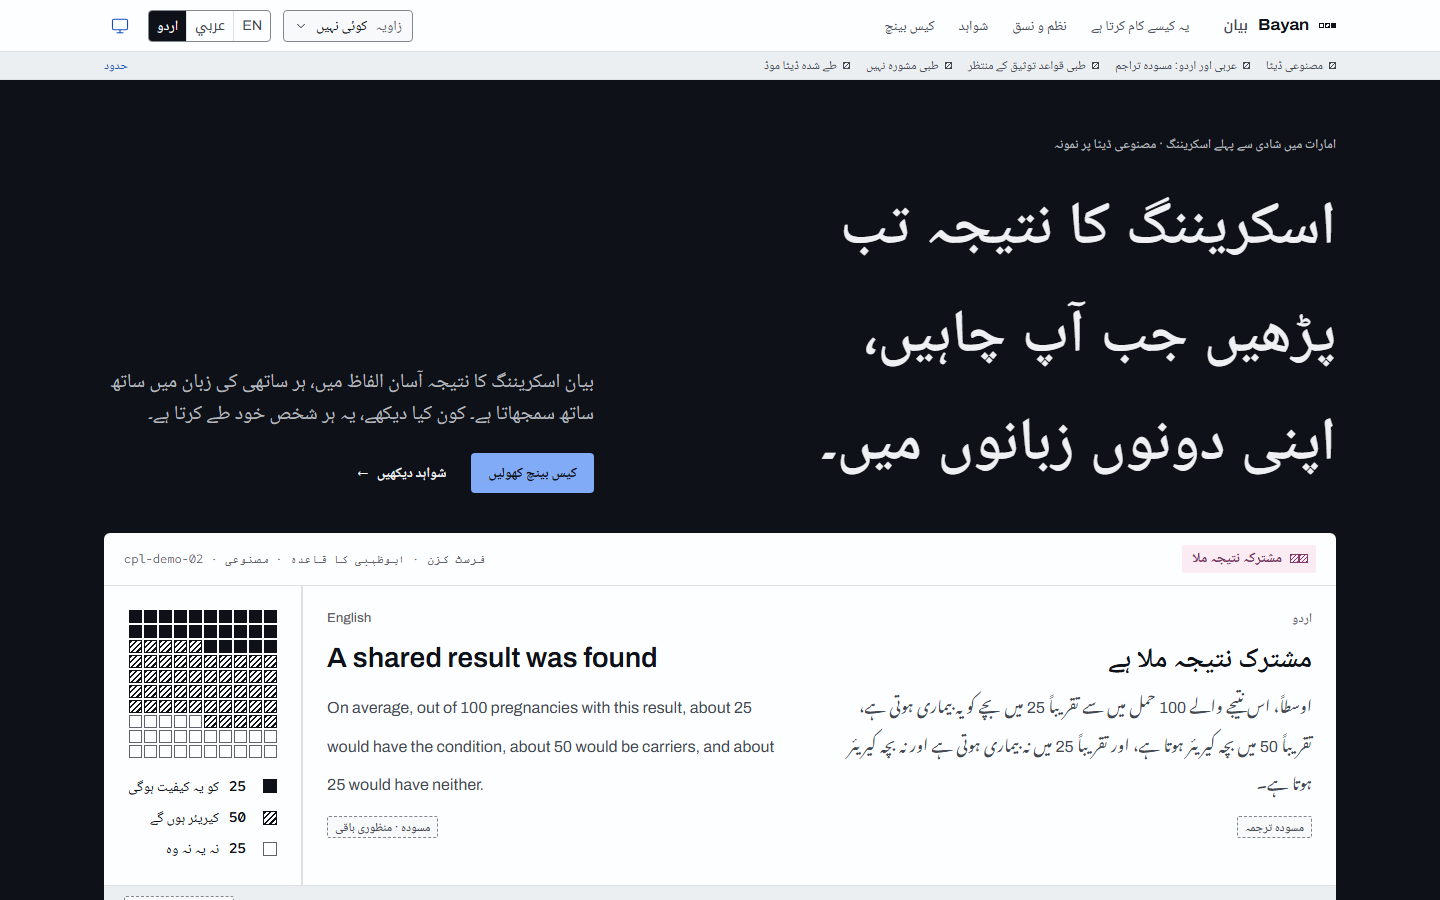 Bayan بیان
یہ کیسے کام کرتا ہے
نظم و نسق
شواہد
کیس بینچ
زاویہ کوئی نہیں
EN
عربي
اردو
مصنوعی ڈیٹا
عربی اور اردو: مسودہ تراجم
طبی قواعد توثیق کے منتظر
طبی مشورہ نہیں
طے شدہ ڈیٹا موڈ
حدود
امارات میں شادی سے پہلے اسکریننگ · مصنوعی ڈیٹا پر نمونہ
اسکریننگ کا نتیجہ تب
پڑھیں جب آپ چاہیں،
اپنی دونوں زبانوں میں۔
بیان اسکریننگ کا نتیجہ آسان الفاظ میں، ہر ساتھی کی زبان میں ساتھ
ساتھ سمجھاتا ہے۔ کون کیا دیکھے، یہ ہر شخص خود طے کرتا ہے۔
کیس بینچ کھولیں
شواہد دیکھیں ←
مشترکہ نتیجہ ملا
فرسٹ کزن · ابوظہبی کا قاعدہ · مصنوعی · cpl-demo-02
اردو
مشترک نتیجہ ملا ہے
اوسطاً، اس نتیجے والے 100 حمل میں سے تقریباً 25 میں بچے کو یہ بیماری ہوتی ہے،
تقریباً 50 میں بچہ کیریئر ہوتا ہے، اور تقریباً 25 میں نہ بیماری ہوتی ہے اور نہ بچہ کیریئر
ہوتا ہے۔
مسودہ ترجمہ
English
A shared result was found
On average, out of 100 pregnancies with this result, about 25
would have the condition, about 50 would be carriers, and about
25 would have neither.
مسودہ · منظوری باقی
25 کو یہ کیفیت ہوگی
50 کیریئر ہوں گے
25 نہ یہ نہ وہ